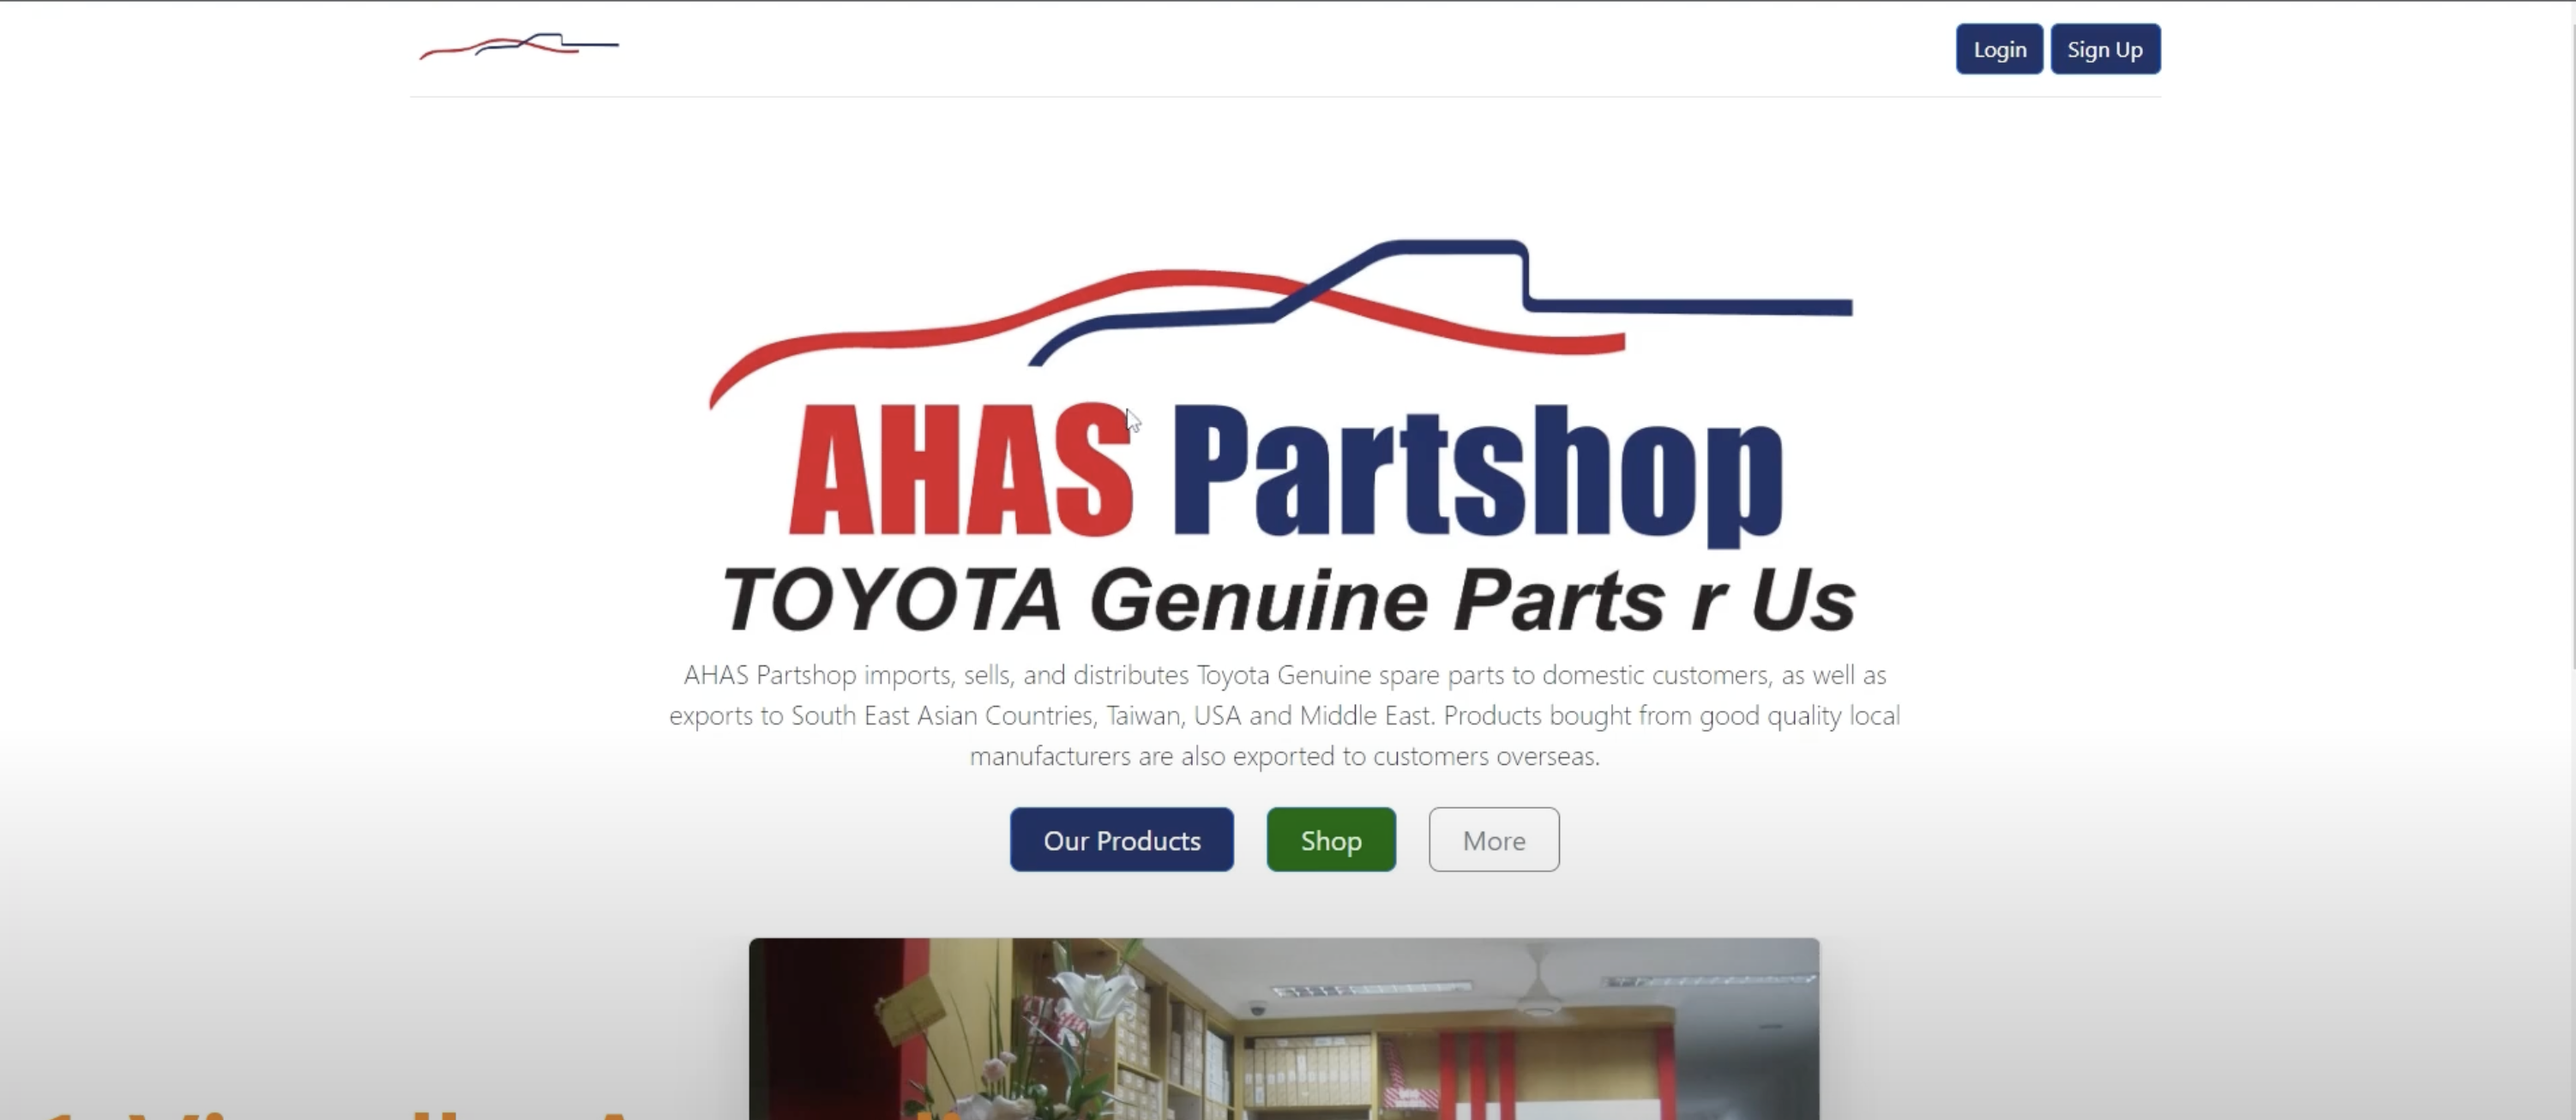 Login Sign Up
AHAS Partshop
TOYOTA Genuine Parts r Us
AHAS Partshop imports, sells, and distributes Toyota Genuine spare parts to domestic customers, as well as
exports to South East Asian Countries, Taiwan, USA and Middle East. Products bought from good quality local
manufacturers are also exported to customers overseas.
Our Products Shop More